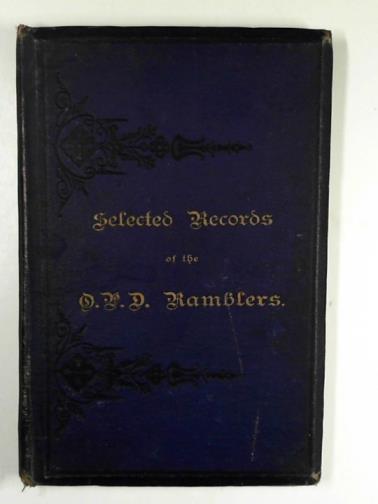 Selected Records
of the
O.P.D. Ramblers.